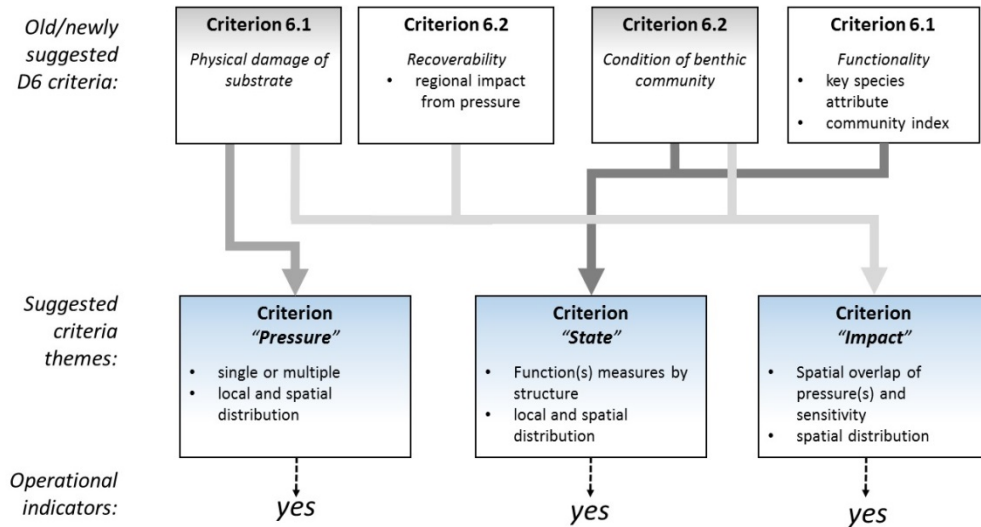 Old/newly
suggested
D6 criteria:
Criterion 6.1
Physical damage of
substrate
Criterion 6.2
Recoverability
• regional impact
from pressure
Criterion 6.2
Condition of benthic
community
Criterion 6.1
Functionality
• key species
attribute
• community index
Suggested
criteria
themes:
Criterion
“Pressure”
• single or multiple
• local and spatial
distribution
Criterion
“State”
• Function(s) measures by
structure
• local and spatial
distribution
Criterion
“Impact”
• Spatial overlap of
pressure(s) and
sensitivity
• spatial distribution
Operational
indicators:
yes
yes
yes